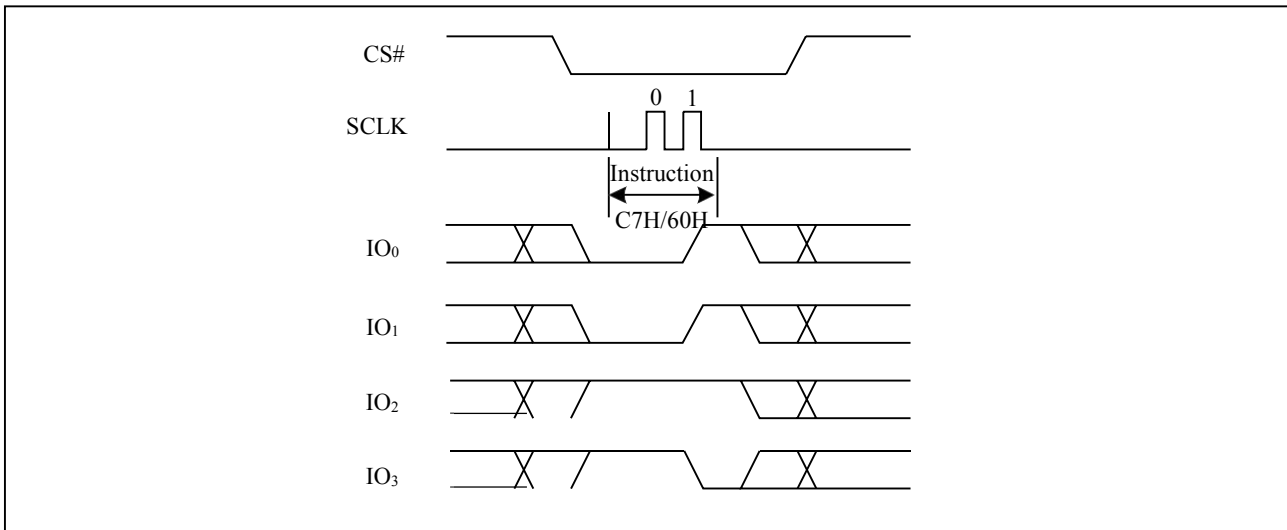 CS#
0 1
SCLK
Instruction
C7H/60H
IO₀
IO₁
IO₂
IO₃